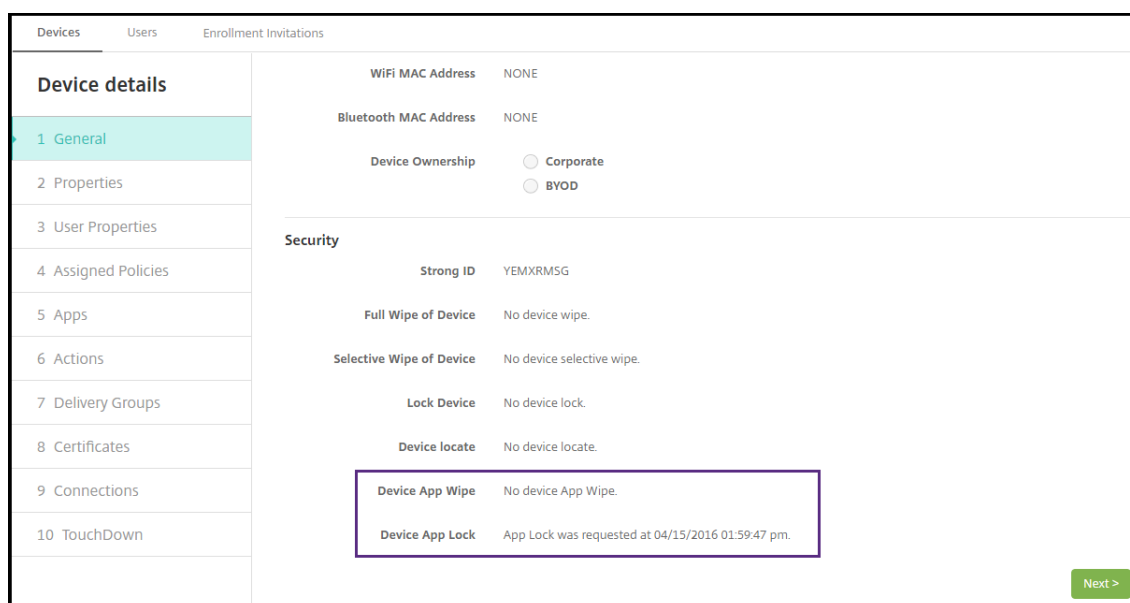 Devices Users Enrollment Invitations
Device details
1 General
2 Properties
3 User Properties
4 Assigned Policies
5 Apps
6 Actions
7 Delivery Groups
8 Certificates
9 Connections
10 TouchDown
WiFi MAC Address NONE
Bluetooth MAC Address NONE
Device Ownership Corporate
BYOD
Security
Strong ID YEMXRMSG
Full Wipe of Device No device wipe.
Selective Wipe of Device No device selective wipe.
Lock Device No device lock.
Device locate No device locate.
Device App Wipe No device App Wipe.
Device App Lock App Lock was requested at 04/15/2016 01:59:47 pm.
Next >